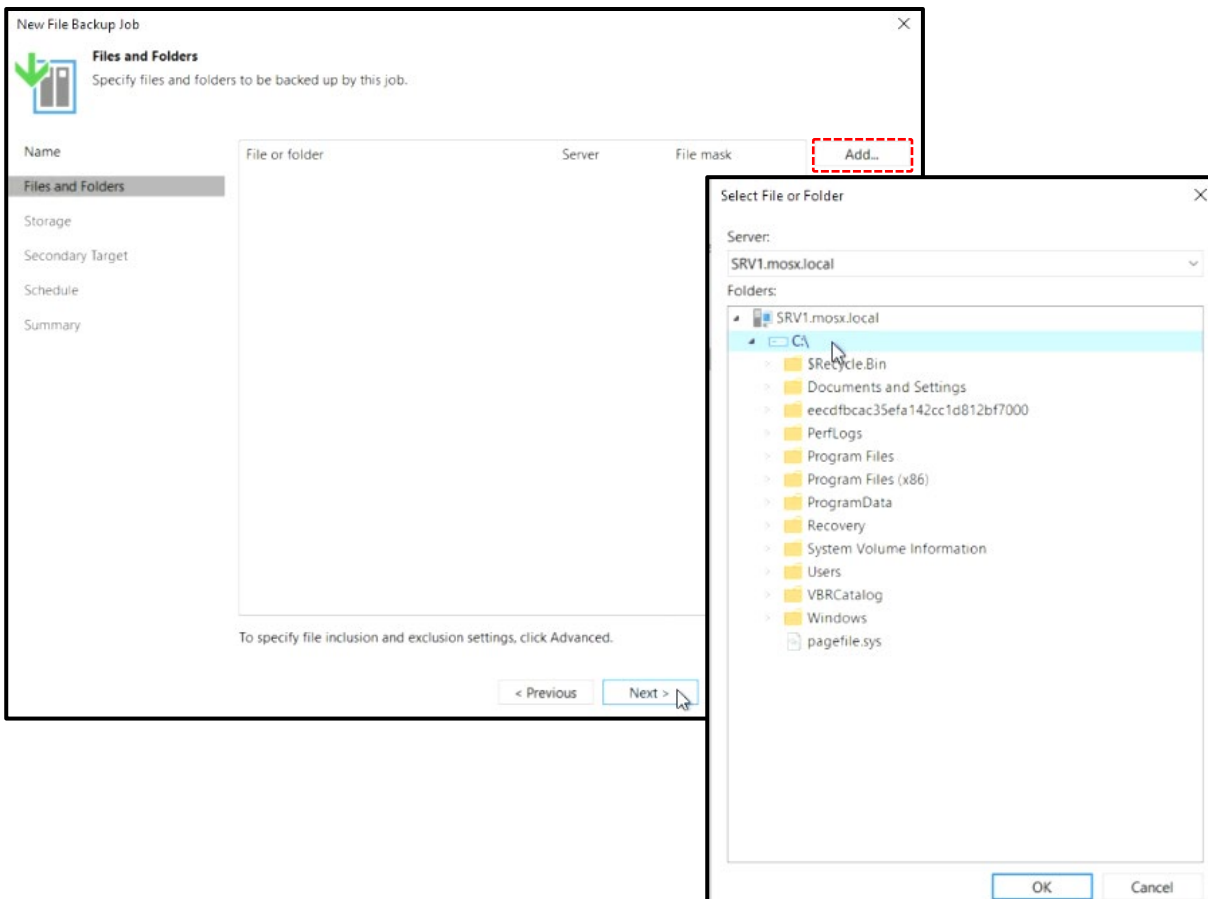 New File Backup Job
Files and Folders
Specify files and folders to be backed up by this job.
Name
Files and Folders
Storage
Secondary Target
Schedule
Summary
File or folder Server File mask Add...
To specify file inclusion and exclusion settings, click Advanced.
< Previous Next >
Select File or Folder
Server:
SRV1.mosx.local
Folders:
SRV1.mosx.local
C:\
$Recycle.Bin
Documents and Settings
eecdfbcac35efa142cc1d812bf7000
PerfLogs
Program Files
Program Files (x86)
ProgramData
Recovery
System Volume Information
Users
VBRCatalog
Windows
pagefile.sys
OK Cancel